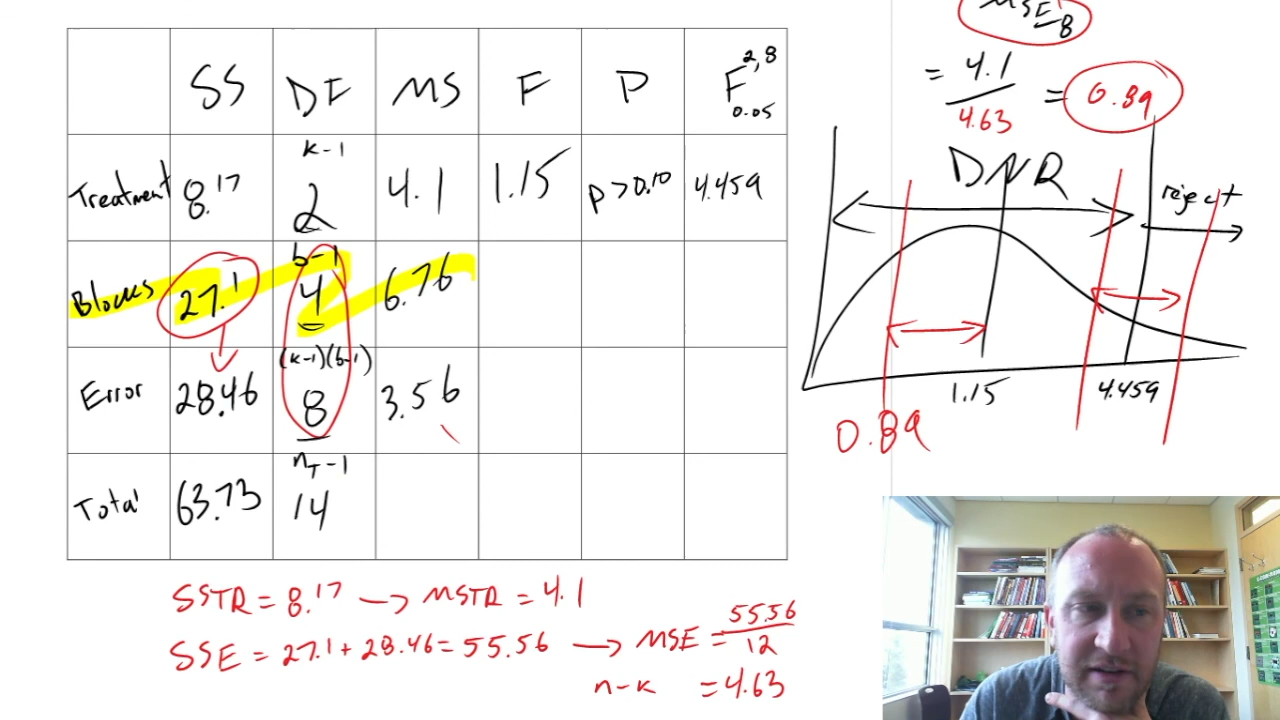 SS DF MS F P F 2,8 0.05
k-1
Treatment 8.17 2 4.1 1.15 P > 0.10 4.459
b-1
Blocks 27.1 4 6.76
(k-1)(b-1)
Error 28.46 8 3.56
nT-1
Total 63.73 14
SSTR = 8.17 → MSTR = 4.1
SSE = 27.1 + 28.46 = 55.56 → MSE = 55.56
12
n-k = 4.63
MSE
8
= 4.1
4.63
= 0.89
DNR
reject
1.15 4.459
0.89